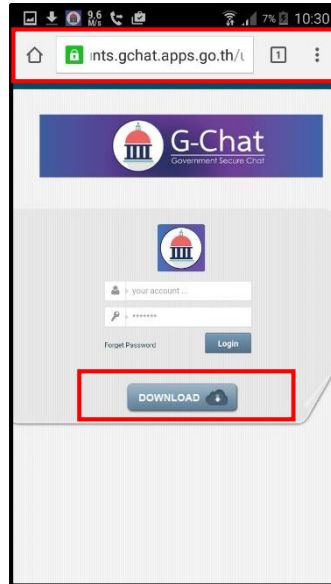 9.6 M/s 7% 10:30
nts.gchat.apps.go.th/u 1
G-Chat
Government Secure Chat
your account ...
*******
Forget Password Login
DOWNLOAD